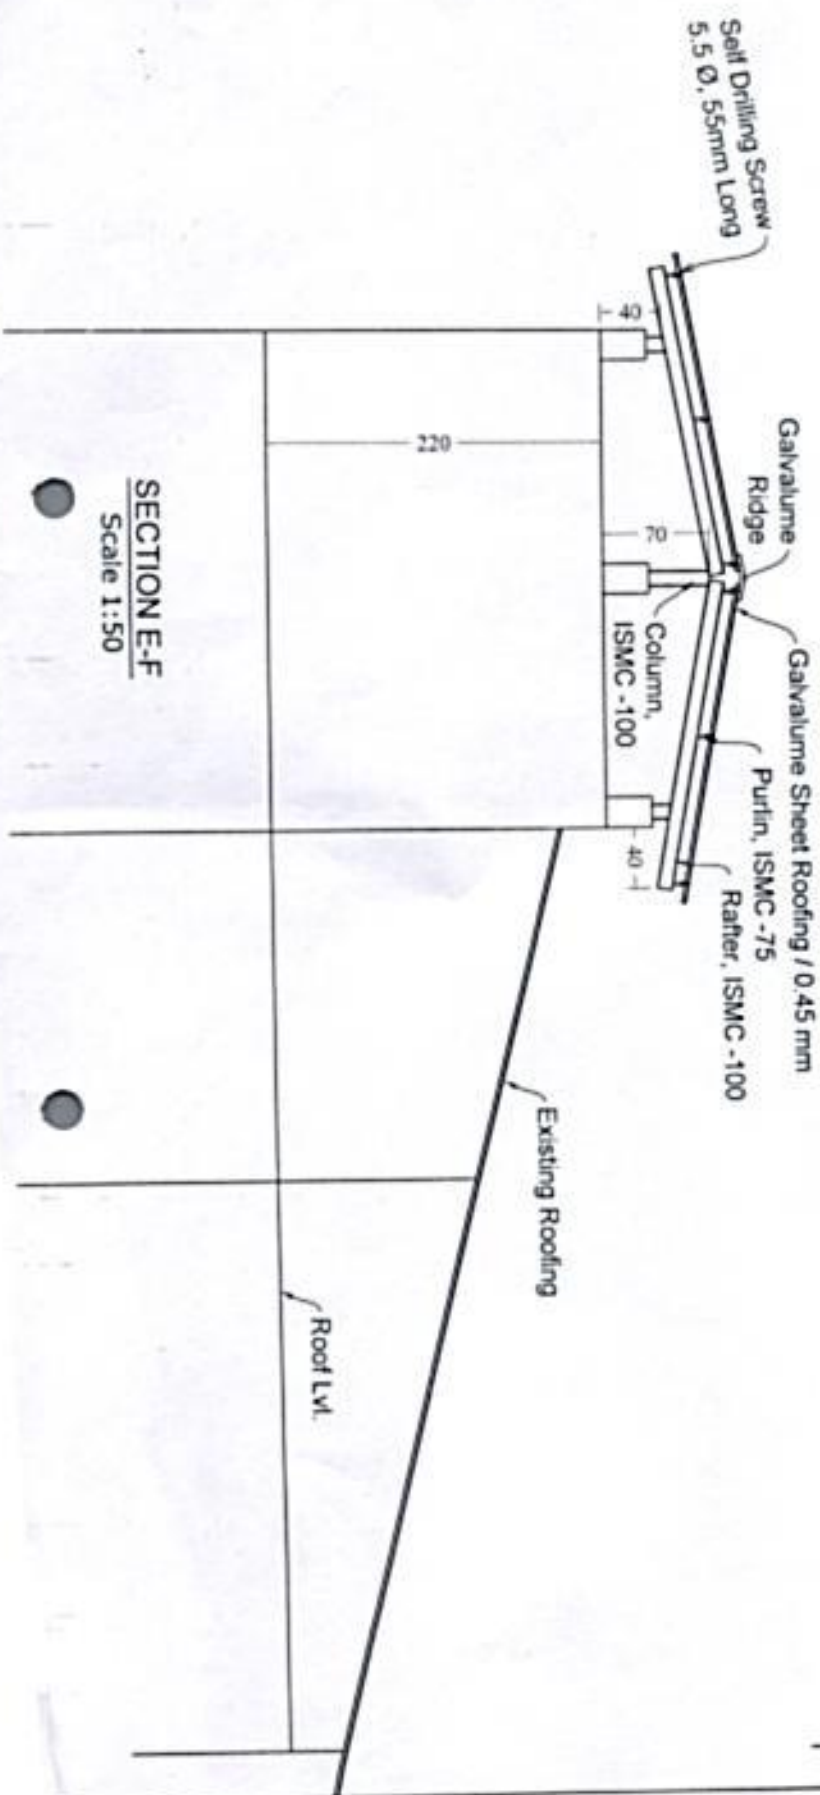 Self Drilling Screw
5.5 Ø, 55mm Long
Galvalume
Ridge
Galvalume Sheet Roofing / 0.45 mm
Purlin, ISMC -75
Rafter, ISMC -100
40
70
Column,
ISMC -100
40
220
Existing Roofing
Roof Lvl.
SECTION E-F
Scale 1:50